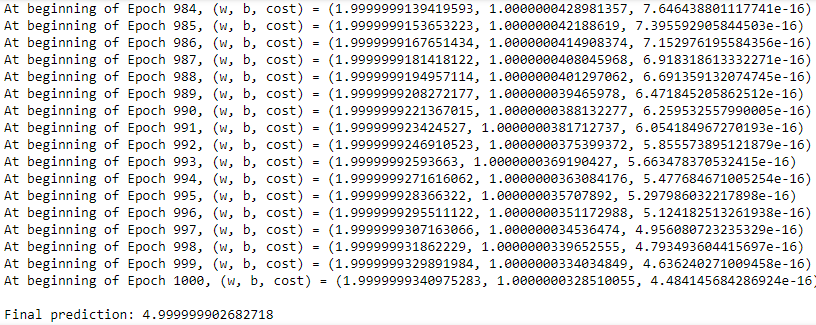 At beginning of Epoch 984, (w, b, cost) = (1.9999999139419593, 1.0000000428981357, 7.646438801117741e-16)
At beginning of Epoch 985, (w, b, cost) = (1.9999999153653223, 1.000000042188619, 7.395592905844503e-16)
At beginning of Epoch 986, (w, b, cost) = (1.9999999167651434, 1.0000000414908374, 7.152976195584356e-16)
At beginning of Epoch 987, (w, b, cost) = (1.9999999181418122, 1.0000000408045968, 6.918318613332271e-16)
At beginning of Epoch 988, (w, b, cost) = (1.9999999194957114, 1.0000000401297062, 6.691359132074745e-16)
At beginning of Epoch 989, (w, b, cost) = (1.9999999208272177, 1.000000039465978, 6.471845205862512e-16)
At beginning of Epoch 990, (w, b, cost) = (1.9999999221367015, 1.0000000388132277, 6.259532557990005e-16)
At beginning of Epoch 991, (w, b, cost) = (1.999999923424527, 1.0000000381712737, 6.054184967270193e-16)
At beginning of Epoch 992, (w, b, cost) = (1.9999999246910523, 1.0000000375399372, 5.855573895121879e-16)
At beginning of Epoch 993, (w, b, cost) = (1.99999992593663, 1.0000000369190427, 5.663478370532415e-16)
At beginning of Epoch 994, (w, b, cost) = (1.9999999271616062, 1.0000000363084176, 5.477684671005254e-16)
At beginning of Epoch 995, (w, b, cost) = (1.999999928366322, 1.000000035707892, 5.297986032217898e-16)
At beginning of Epoch 996, (w, b, cost) = (1.9999999295511122, 1.0000000351172988, 5.124182513261938e-16)
At beginning of Epoch 997, (w, b, cost) = (1.9999999307163066, 1.000000034536474, 4.956080723235329e-16)
At beginning of Epoch 998, (w, b, cost) = (1.999999931862229, 1.0000000339652555, 4.793493604415697e-16)
At beginning of Epoch 999, (w, b, cost) = (1.9999999329891984, 1.0000000334034849, 4.636240271009458e-16)
At beginning of Epoch 1000, (w, b, cost) = (1.9999999340975283, 1.0000000328510055, 4.484145684286924e-16)
Final prediction: 4.999999902682718